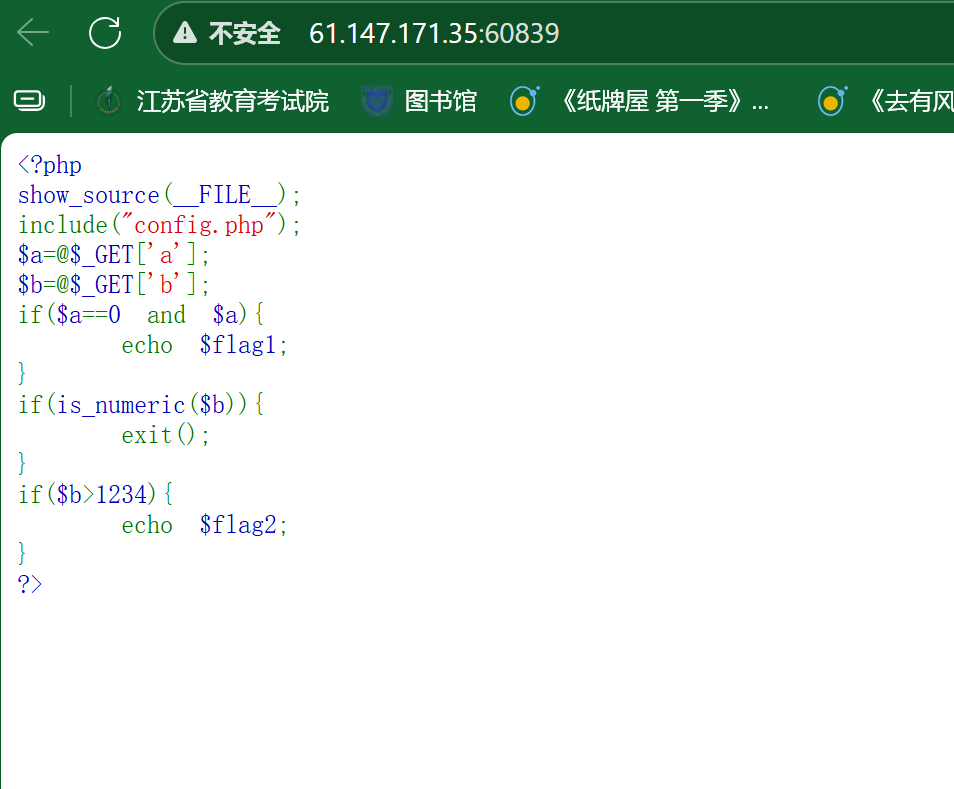 不安全 61.147.171.35:60839
江苏省教育考试院 图书馆 《纸牌屋 第一季》... 《去有风
<?php
show_source(__FILE__);
include("config.php");
$a=@$_GET['a'];
$b=@$_GET['b'];
if($a==0 and $a){
echo $flag1;
}
if(is_numeric($b)){
exit();
}
if($b>1234){
echo $flag2;
}
?>